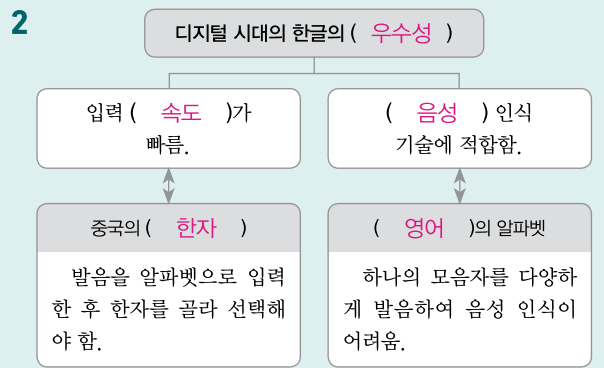 2
디지털 시대의 한글의 ( 우수성 )
입력 ( 속도 )가
빠름.
( 음성 ) 인식
기술에 적합함.
중국의 ( 한자 )
발음을 알파벳으로 입력
한 후 한자를 골라 선택해
야 함.
( 영어 )의 알파벳
하나의 모음자를 다양하
게 발음하여 음성 인식이
어려움.